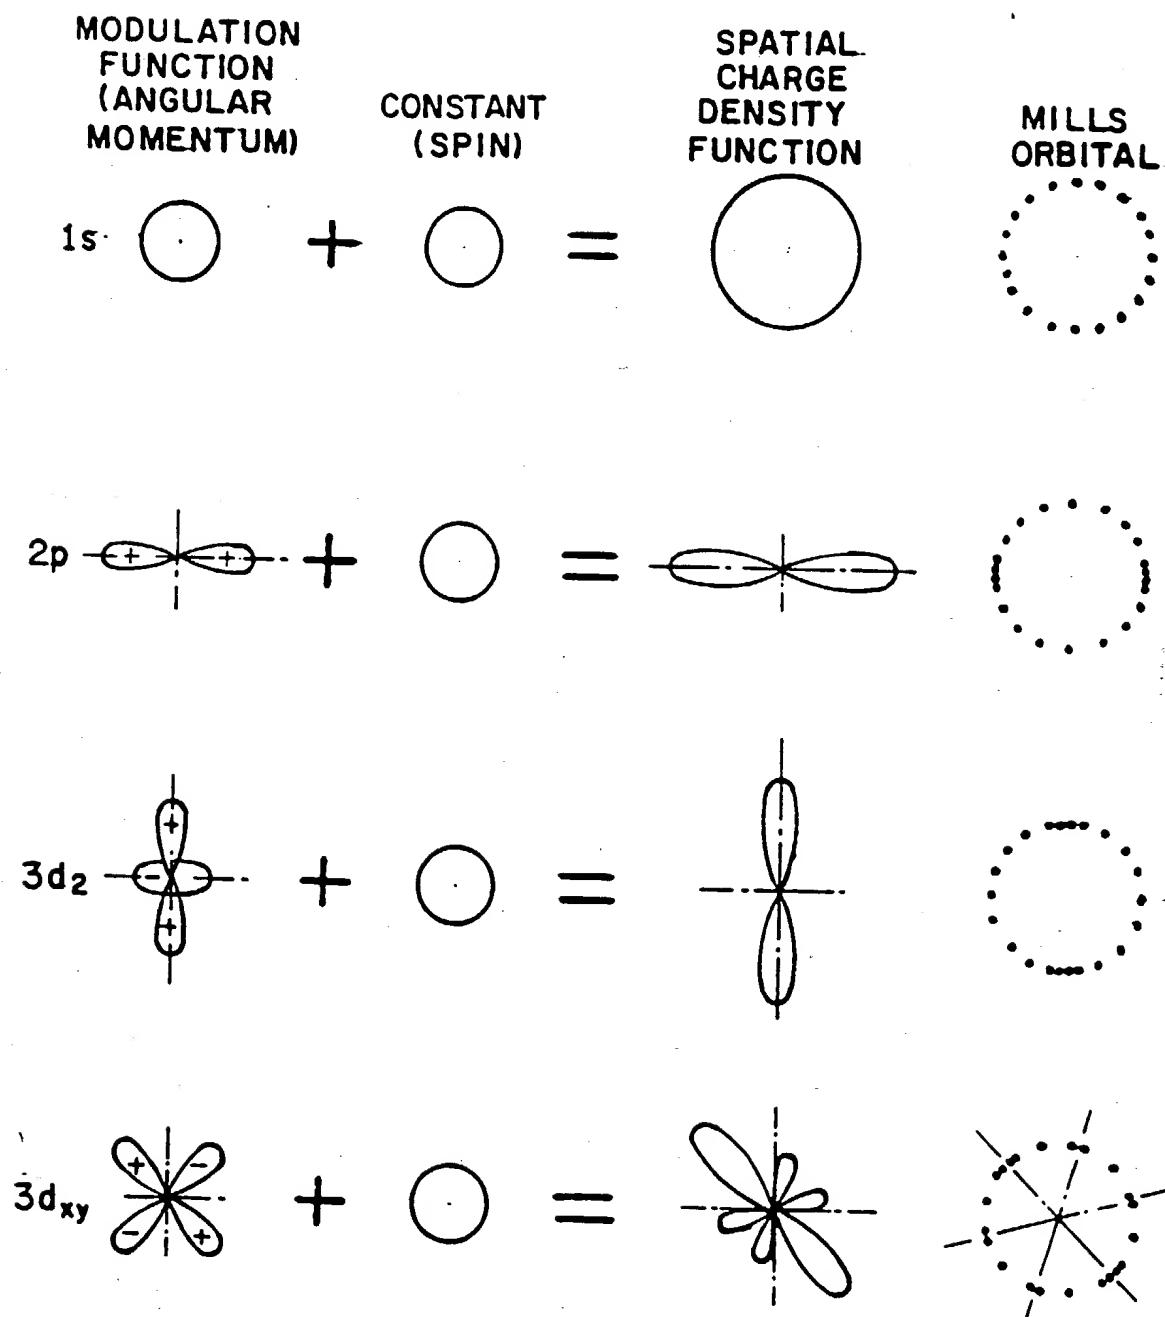 MODULATION
FUNCTION
(ANGULAR
MOMENTUM)
CONSTANT
(SPIN)
SPATIAL
CHARGE
DENSITY
FUNCTION
MILLS
ORBITAL
1s + =
2p + + + =
3d2 + - + + =
3dxy + - - + + =